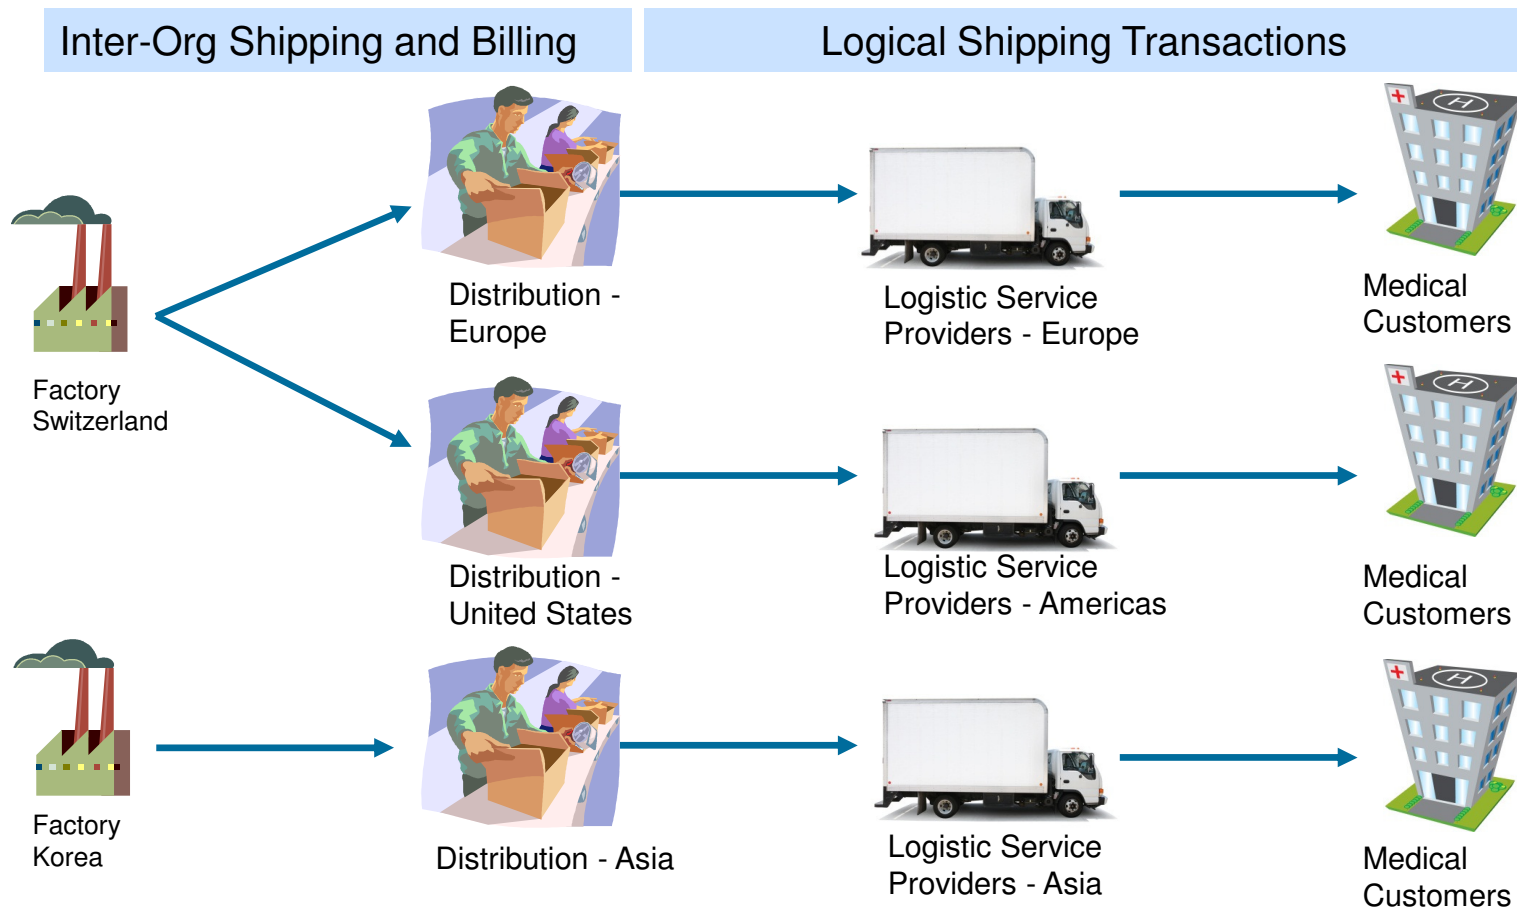 Inter-Org Shipping and Billing
Logical Shipping Transactions
Distribution -
Europe
Logistic Service
Providers - Europe
Medical
Customers
Factory
Switzerland
Distribution -
United States
Logistic Service
Providers - Americas
Medical
Customers
Factory
Korea
Distribution - Asia
Logistic Service
Providers - Asia
Medical
Customers
H
H
H